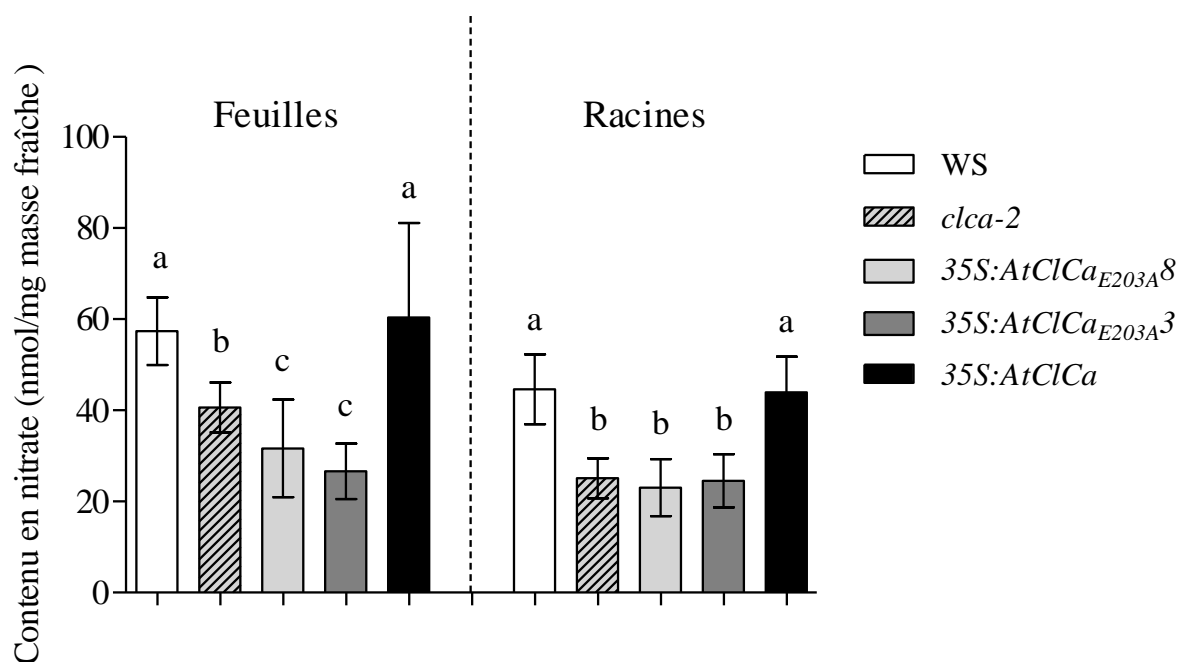 Contenu en nitrate (nmol/mg masse fraîche )
Feuilles
Racines
100
80
60
40
20
0
a
b
c
c
a
a
b
b
b
a
WS
clca-2
35S:AtClCaE203A8
35S:AtClCaE203A3
35S:AtClCa